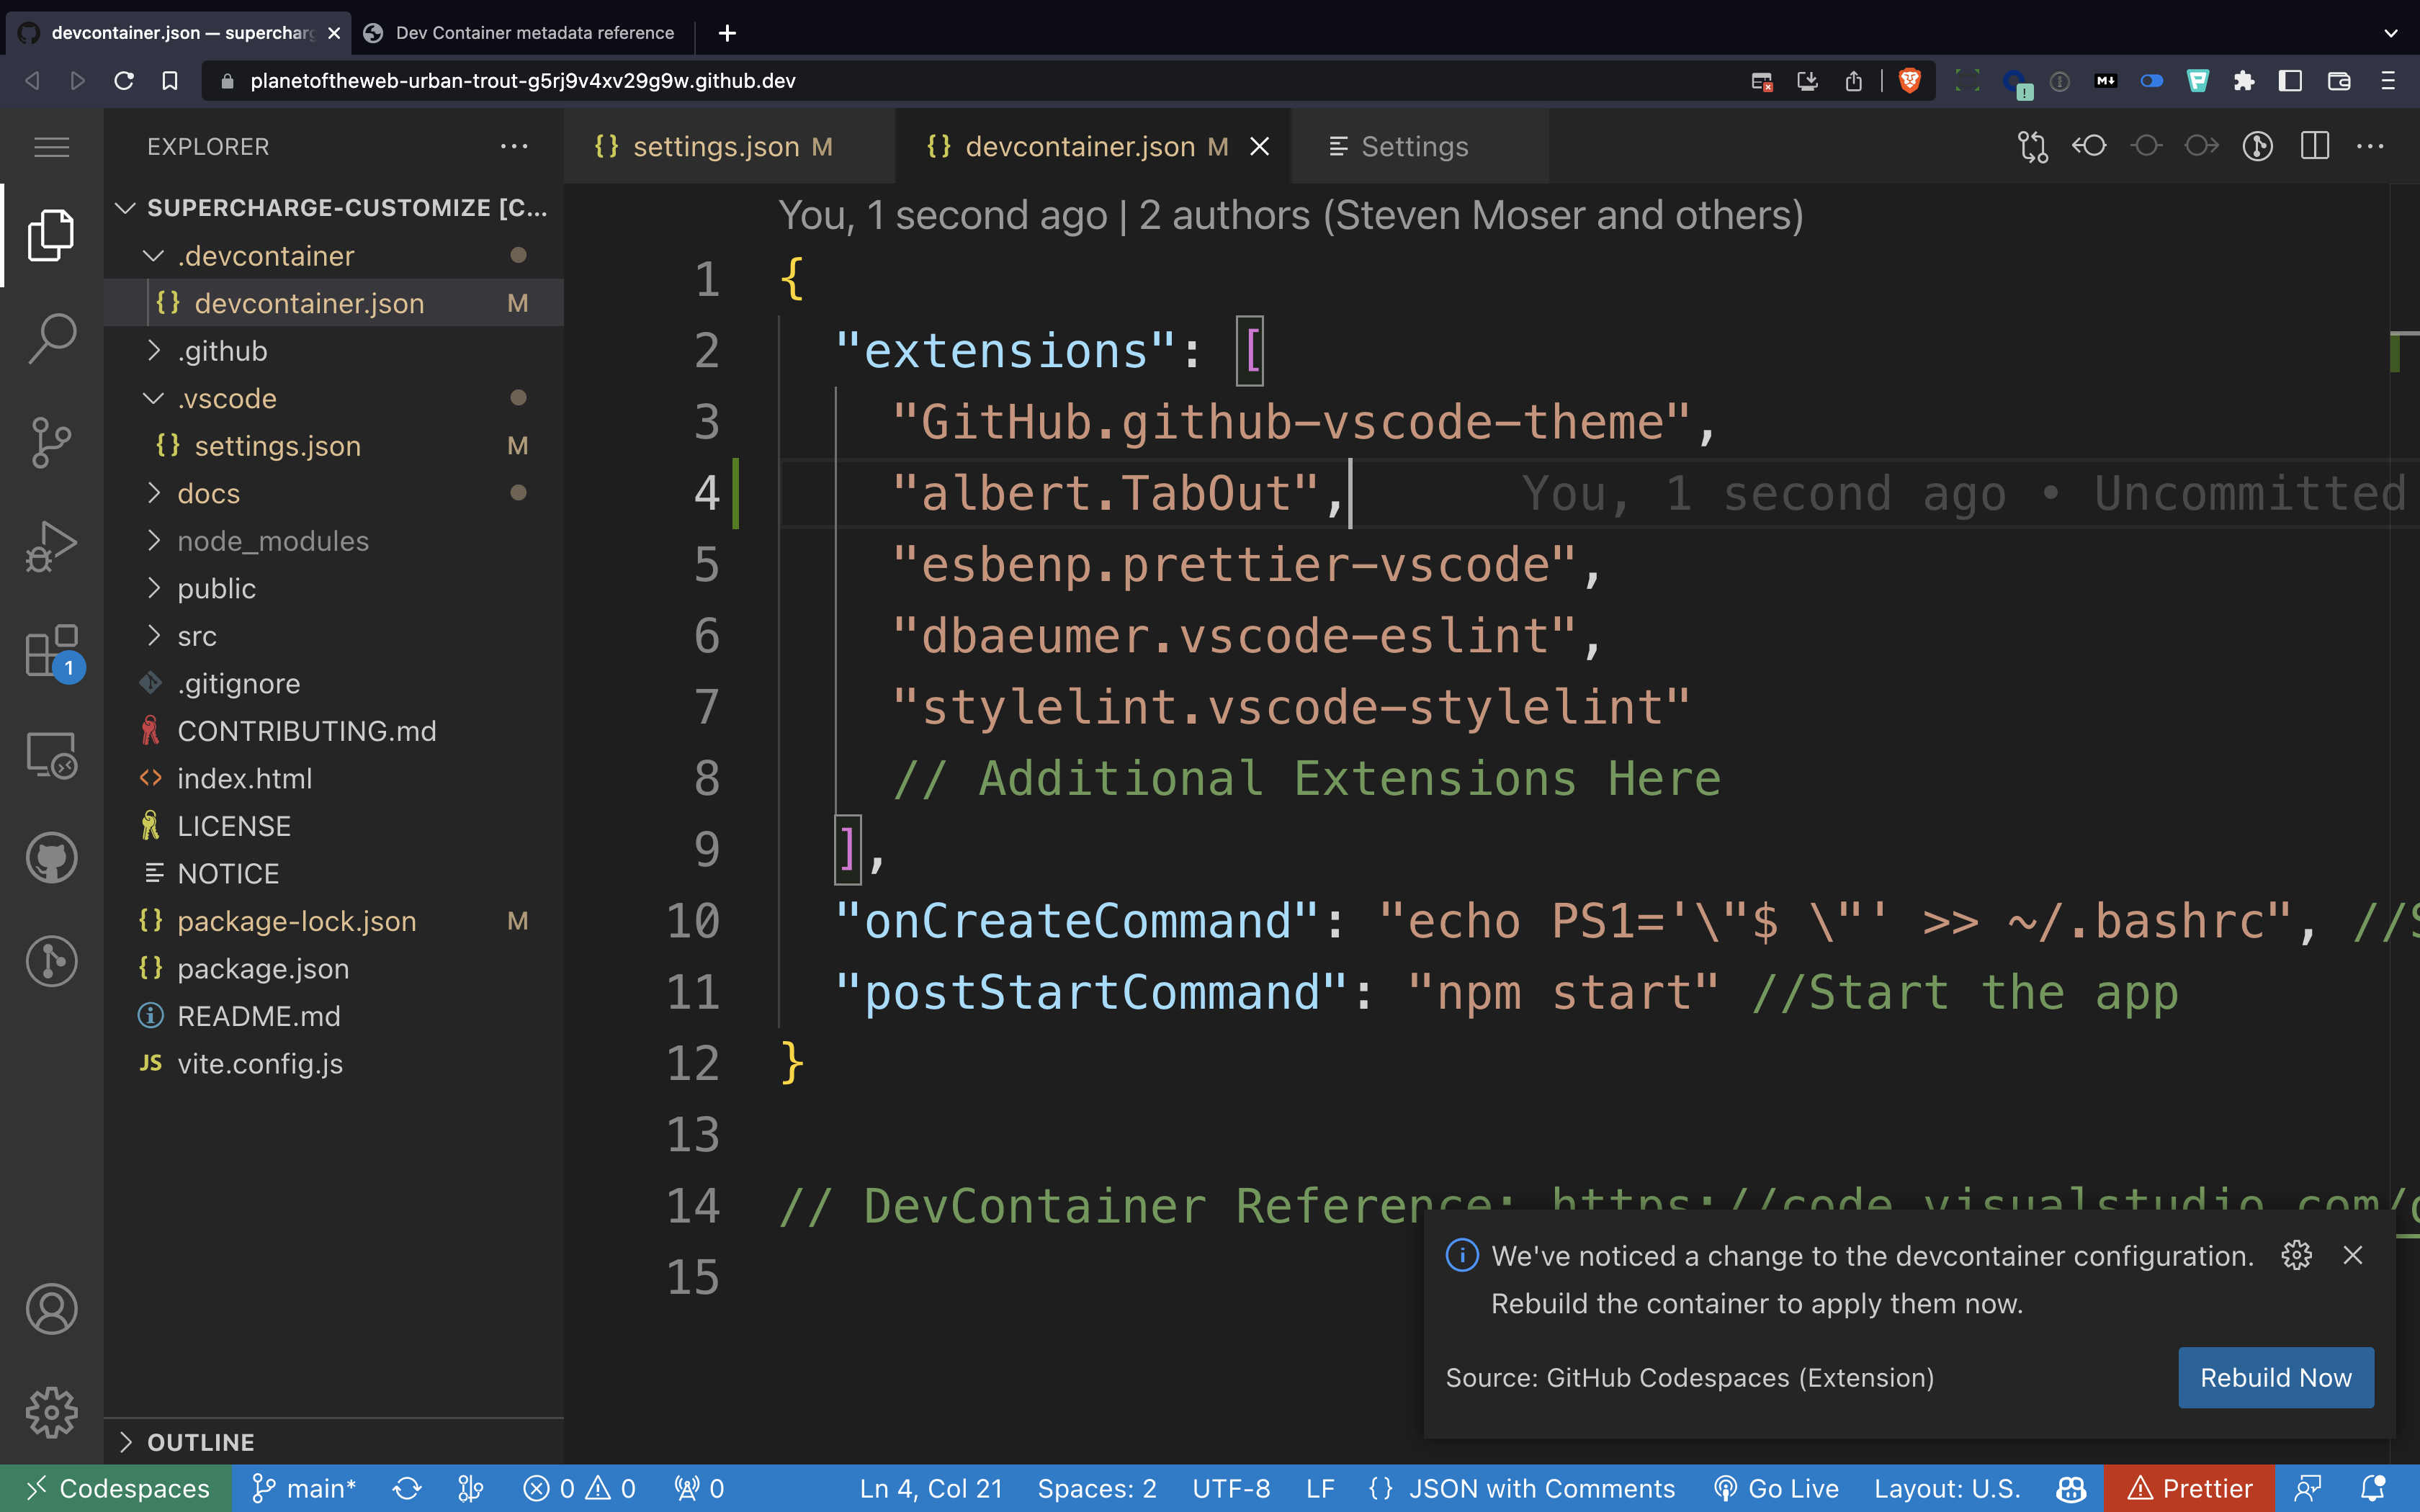 devcontainer.json — supercharg
Dev Container metadata reference
planetoftheweb-urban-trout-g5rj9v4xv29g9w.github.dev
EXPLORER
settings.json M
devcontainer.json M
Settings
SUPERCHARGE-CUSTOMIZE [C...
.devcontainer
devcontainer.json M
.github
.vscode
settings.json M
docs
node_modules
public
src
.gitignore
CONTRIBUTING.md
index.html
LICENSE
NOTICE
package-lock.json M
package.json
README.md
JS vite.config.js
OUTLINE
1
You, 1 second ago | 2 authors (Steven Moser and others)
1 {
2 "extensions": [
3 "GitHub.github-vscode-theme",
4 "albert.TabOut", You, 1 second ago • Uncommitted
5 "esbenp.prettier-vscode",
6 "dbaeumer.vscode-eslint",
7 "stylelint.vscode-stylelint"
8 // Additional Extensions Here
9 ],
10 "onCreateCommand": "echo PS1='\"$ \"' >> ~/.bashrc", //S
11 "postStartCommand": "npm start" //Start the app
12 }
13
14 // DevContainer Reference: https://code.visualstudio.com/d
15
We've noticed a change to the devcontainer configuration.
Rebuild the container to apply them now.
Source: GitHub Codespaces (Extension)
Rebuild Now
Codespaces main* 0 0 0 Ln 4, Col 21 Spaces: 2 UTF-8 LF {} JSON with Comments Go Live Layout: U.S. Prettier